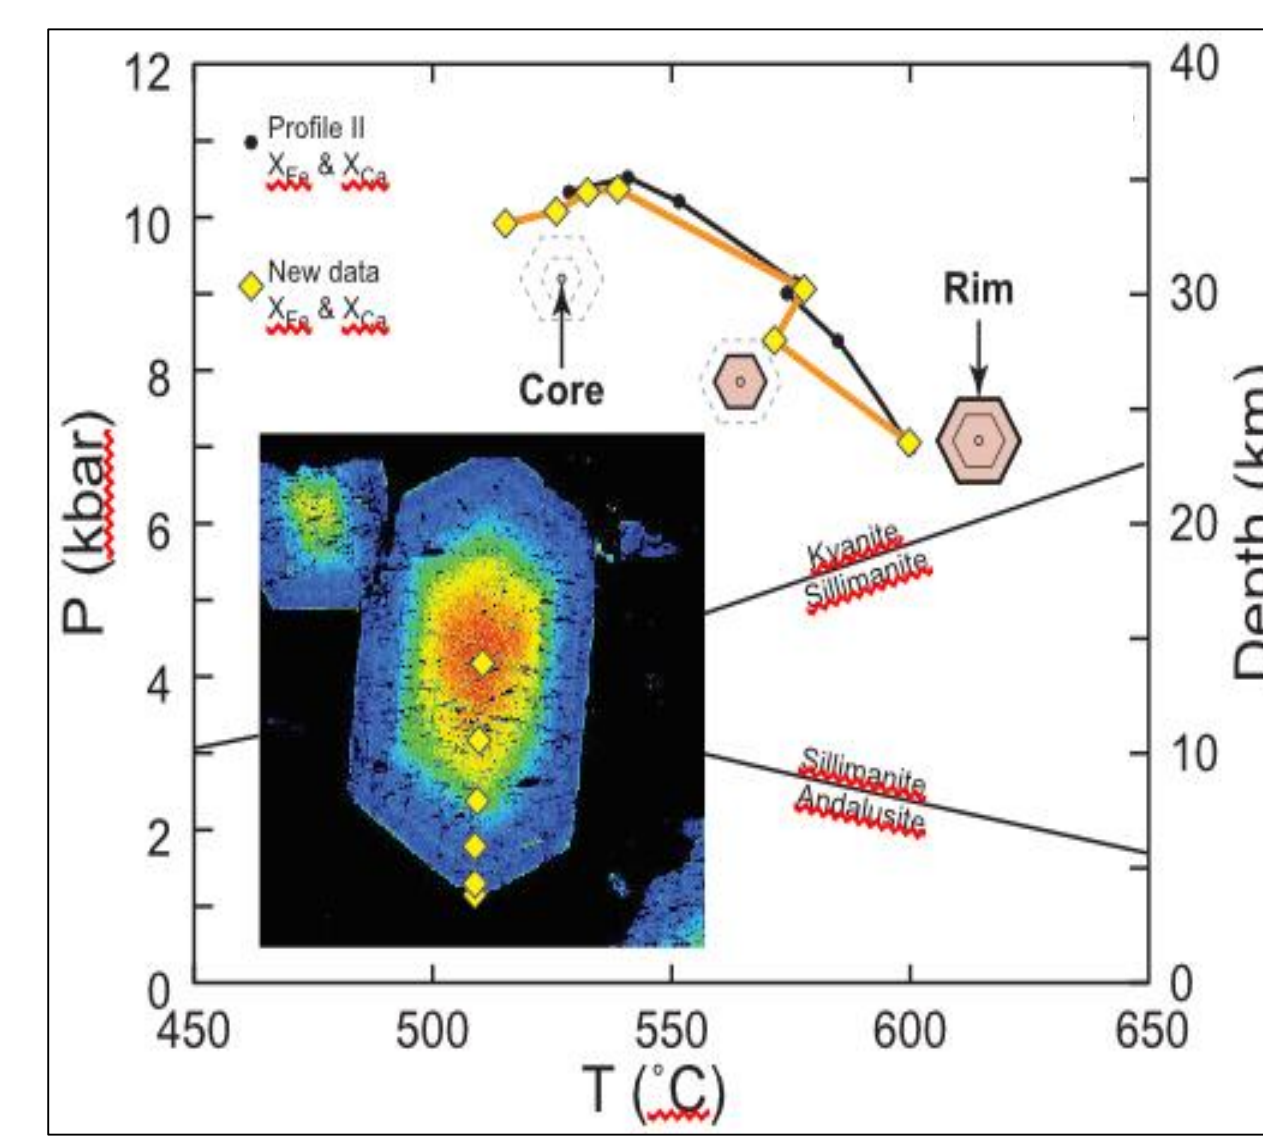 12
10
8
6
4
2
0
P (kbar)
Profile II
XFe & XCa
New data
XFe & XCa
Core
Rim
Kyanite
Sillimanite
Sillimanite
Andalusite
40
30
20
10
0
Depth (km)
450
500
550
600
650
T (°C)